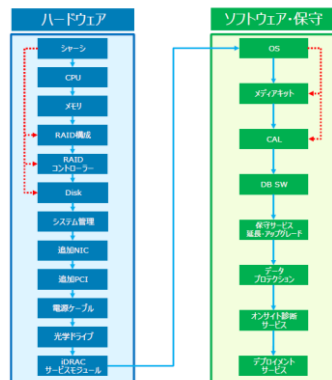 ハードウェア
シャーシ
CPU
メモリ
RAID構成
RAID
コントローラー
Disk
システム管理
追加NIC
追加PCI
電源ケーブル
光学ドライブ
iDRAC
サービスモジュール
ソフトウェア・保守
OS
メディアキット
CAL
DB SW
保守サービス
延長・アップグレード
データ
プロテクション
オンサイト診断
サービス
デプロイメント
サービス